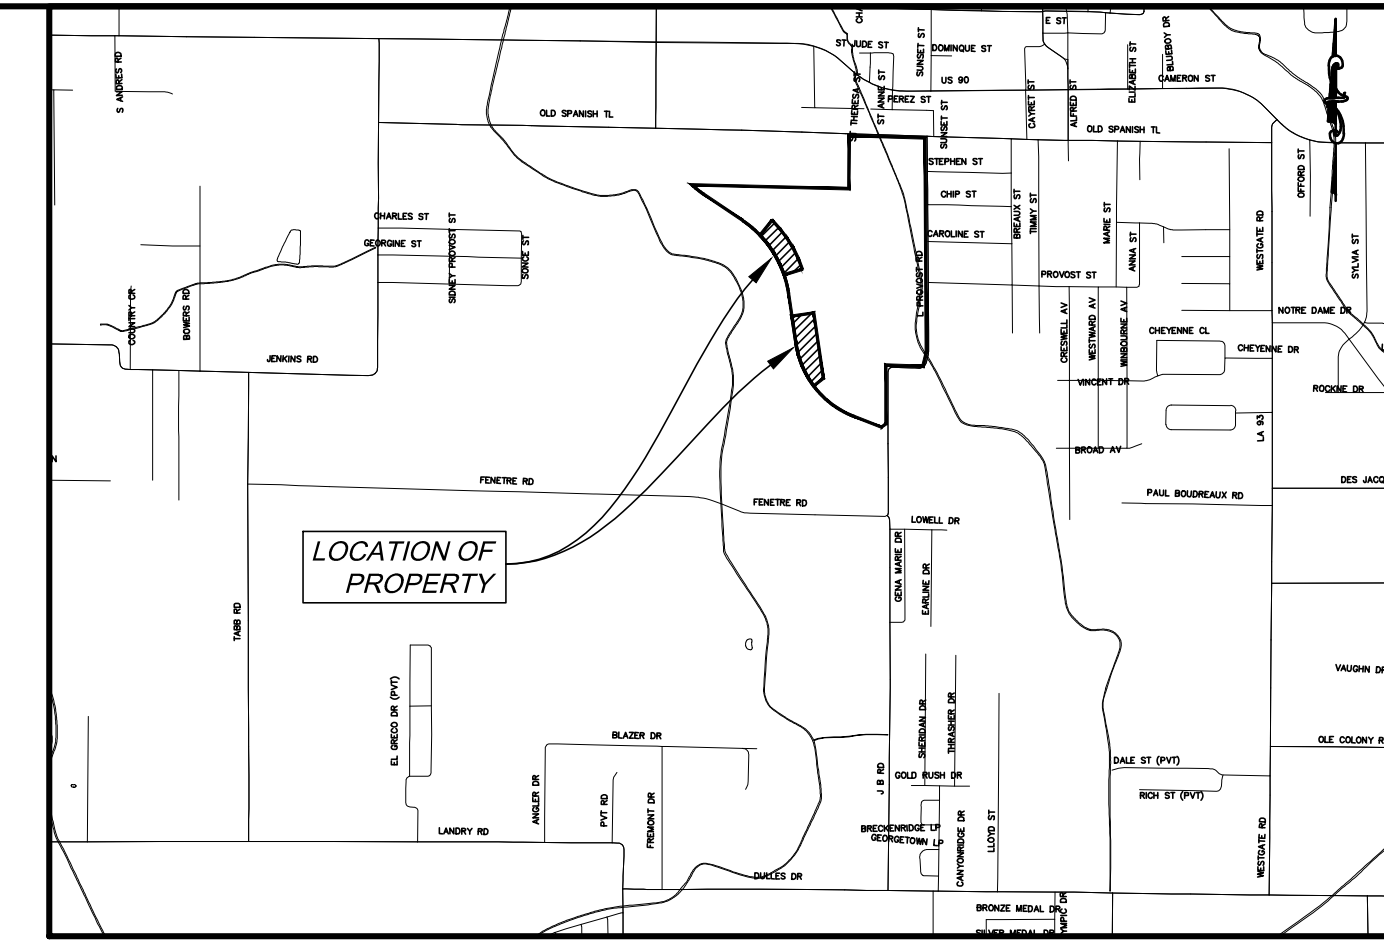 E ST
ST JUDE ST
SUNSET ST
DOMINQUE ST
ELIZABETH ST
BLUEBOY DR
S ANDRES RD
US 90
CAMERON ST
ST ANNE ST
PEREZ ST
CAYRET ST
ALFRED ST
OLD SPANISH TL
SUNSET ST
OLD SPANISH TL
STEPHEN ST
OFFORD ST
CHIP ST
BREAUX ST
TIMMY ST
MARIE ST
WESTGATE RD
CHARLES ST
SIDNEY PROVOST ST
SONCE ST
GEORGINE ST
CAROLINE ST
ANNA ST
SYLVIA ST
L PROVOST RD
PROVOST ST
COUNTRY CR
BOWERS RD
CRESWELL AV
WESTWARD AV
WINBOURNE AV
NOTRE DAME DR
CHEYENNE CL
CHEYENNE DR
JENKINS RD
VINCENT DR
ROCKNE DR
LA 93
BROAD AV
N
FENETRE RD
DES JACQ
FENETRE RD
PAUL BOUDREAUX RD
LOWELL DR
LOCATION OF
PROPERTY
GENA MARIE DR
EARLINE DR
TABB RD
VAUGHN DR
EL GRECO DR (PVT)
SHERIDAN DR
THRASHER DR
BLAZER DR
OLE COLONY R
DALE ST (PVT)
J B RD
GOLD RUSH DR
RICH ST (PVT)
ANGLER DR
PVT RD
FREMONT DR
LANDRY RD
BRECKENRIDGE LP
GEORGETOWN LP
CANYONRIDGE DR
LLOYD ST
WESTGATE RD
DULLES DR
BRONZE MEDAL DR
SILVER MEDAL DR